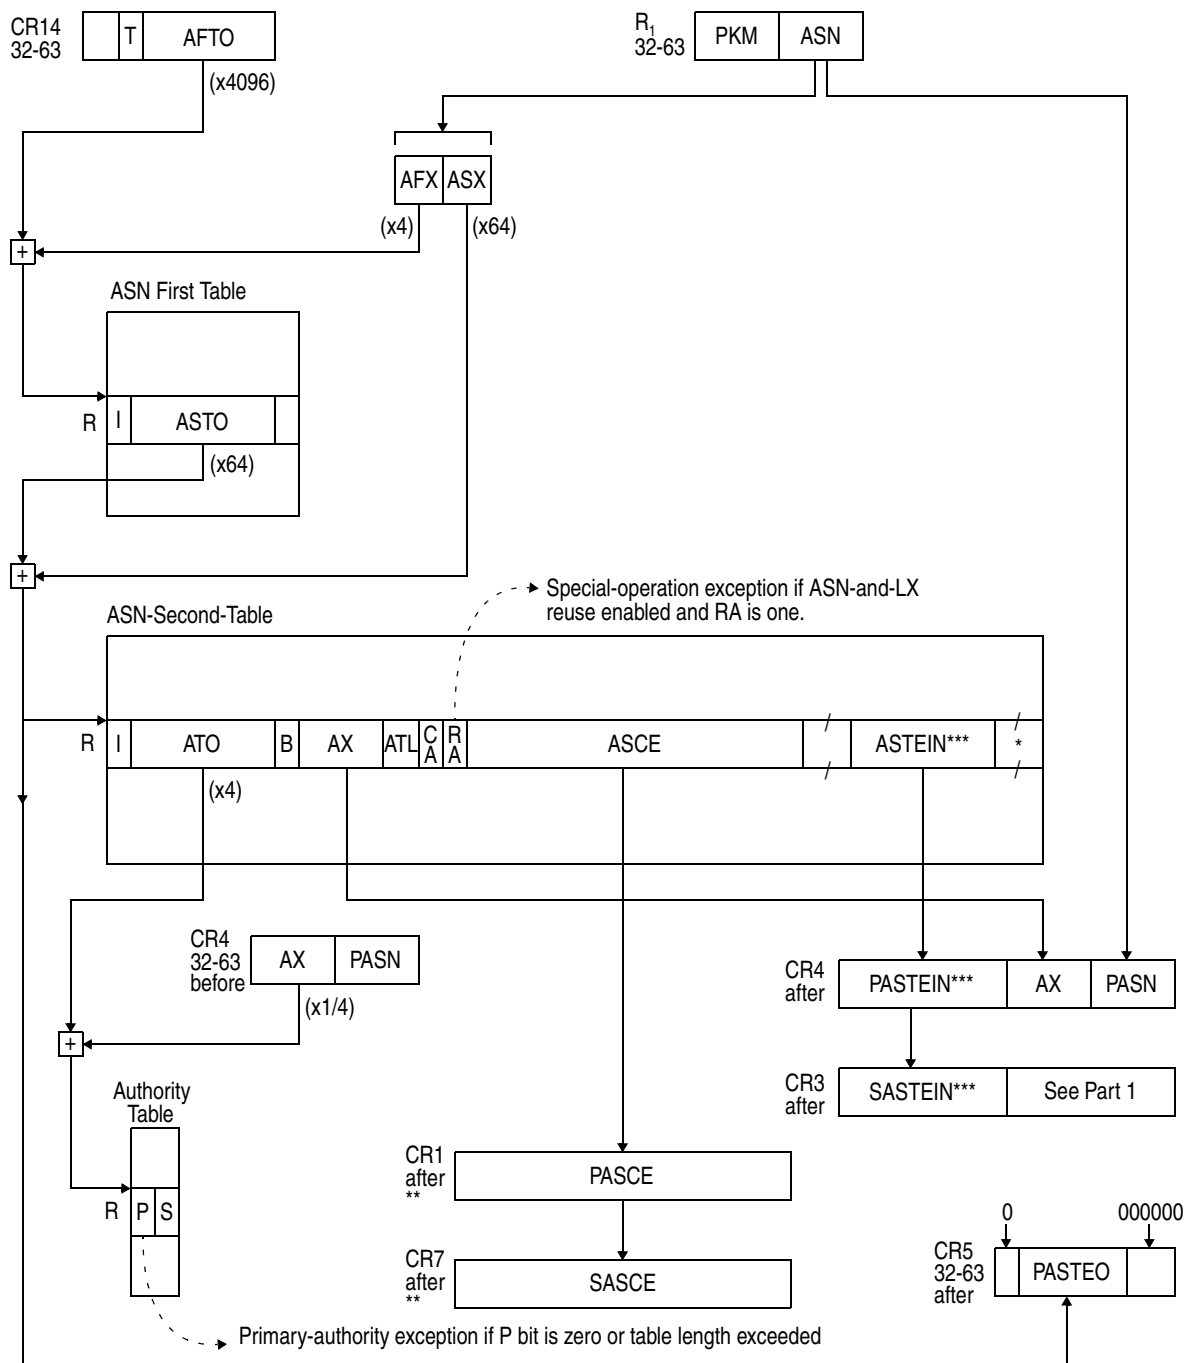 CR14
32-63
T
AFTO
(x4096)
R1
32-63
PKM
ASN
AFX
ASX
(x4)
(x64)
+
ASN First Table
R
I
ASTO
(x64)
+
Special-operation exception if ASN-and-LX
reuse enabled and RA is one.
ASN-Second-Table
R
I
ATO
B
AX
ATL
C
A
R
A
ASCE
/
/
ASTEIN***
/
*
/
(x4)
CR4
32-63
before
AX
PASN
(x1/4)
+
CR4
after
PASTEIN***
AX
PASN
CR3
after
SASTEIN***
See Part 1
Authority
Table
R
P
S
CR1
after
**
PASCE
CR7
after
**
SASCE
0
000000
CR5
32-63
after
PASTEO
Primary-authority exception if P bit is zero or table length exceeded